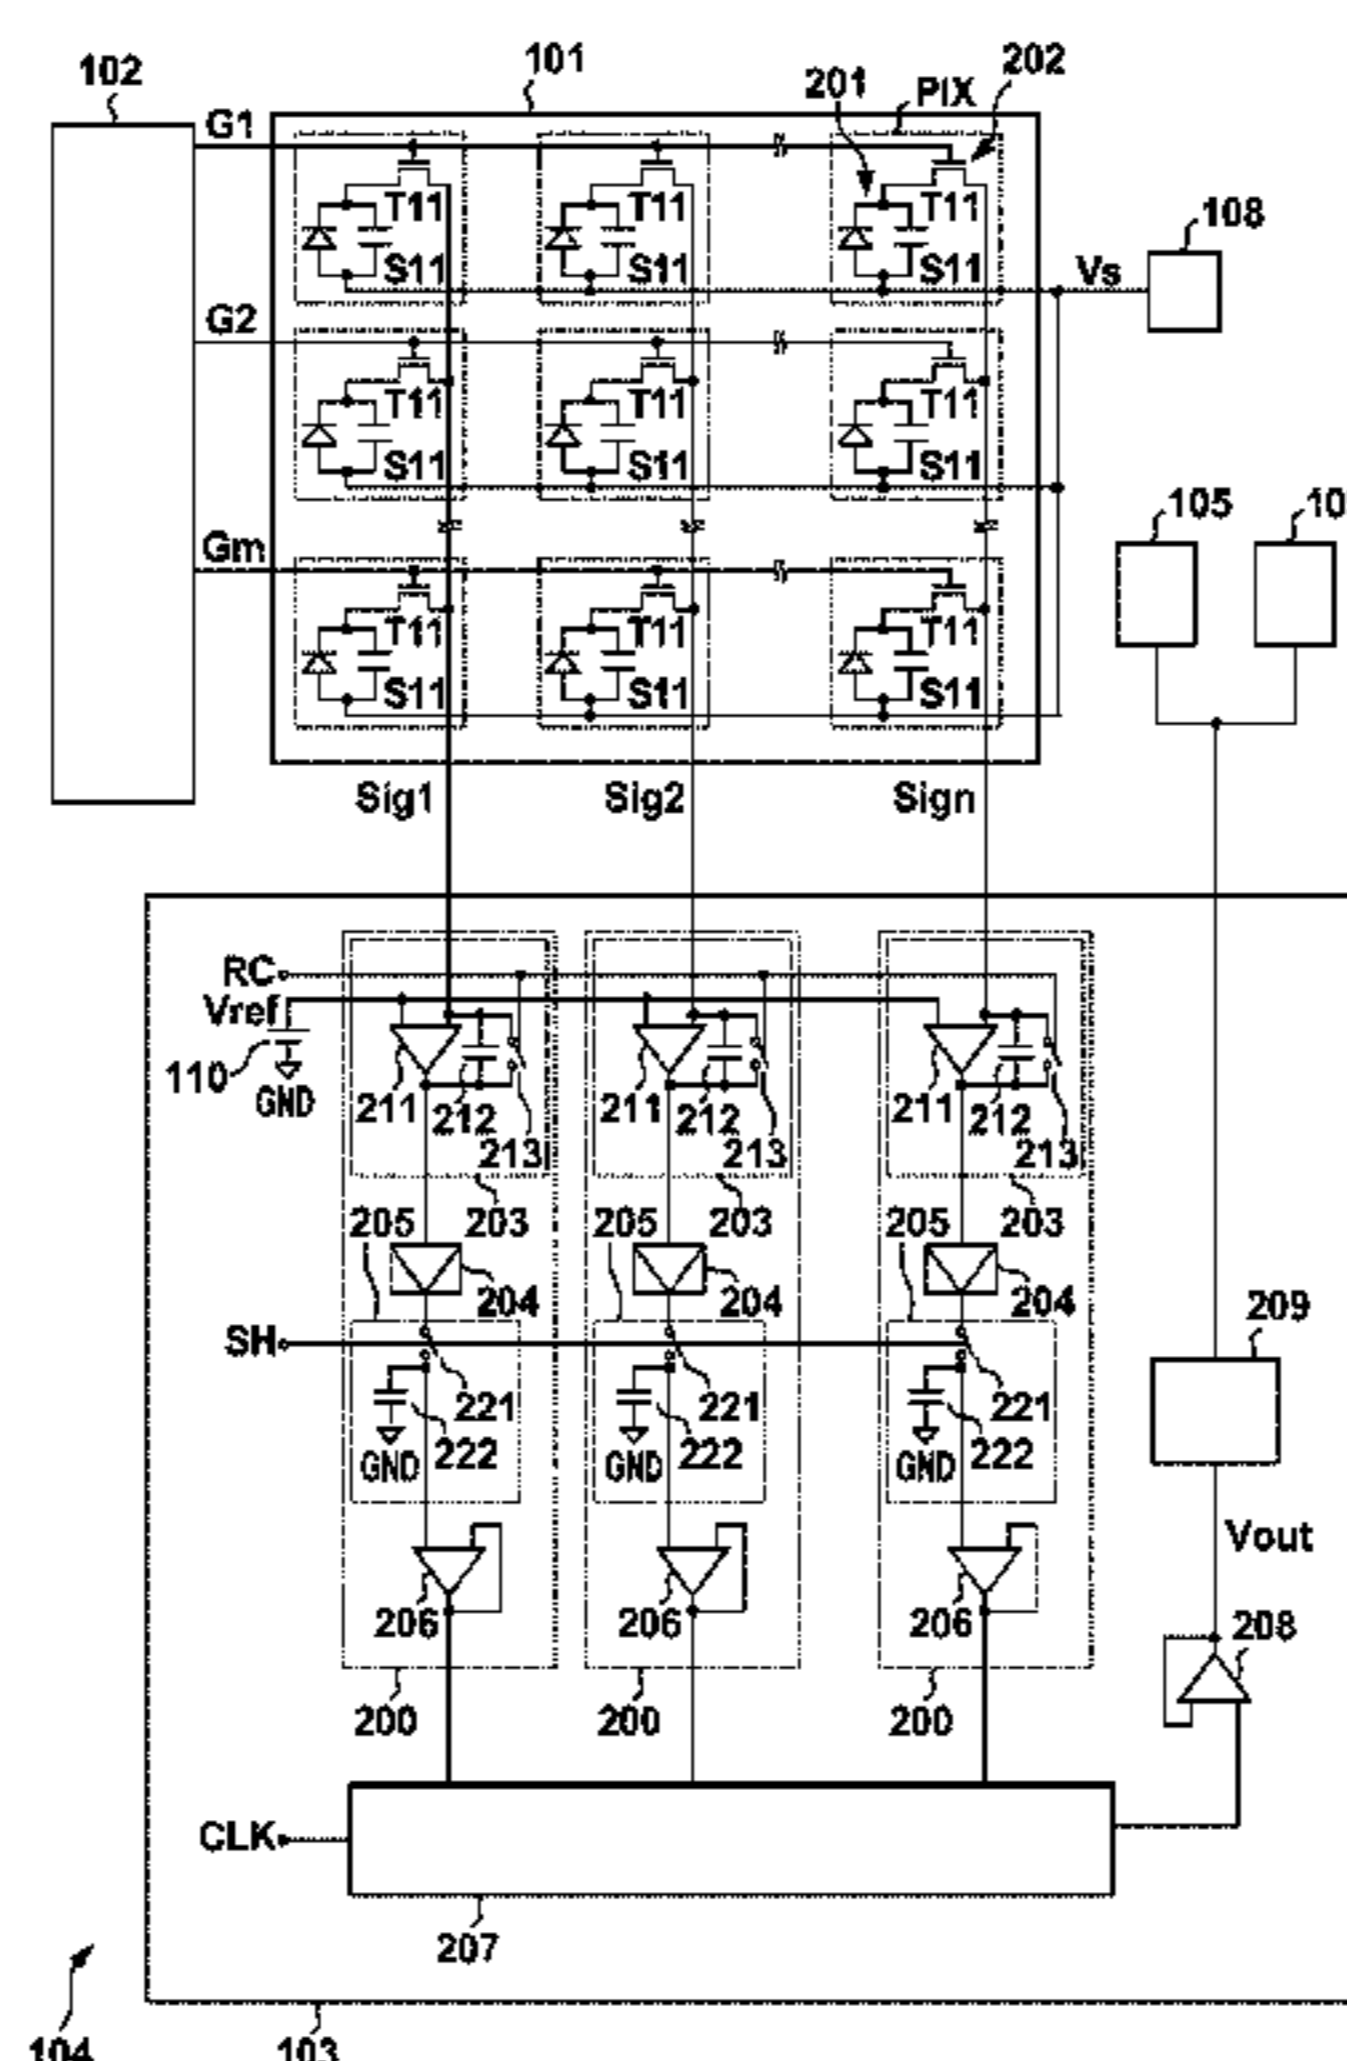 102
101
201
PIX
202
G1
T11 T11 T11
108
S11 S11 S11
Vs
G2
T11 T11 T11
S11 S11 S11
105
Gm
T11 T11 T11
S11 S11 S11
Sig1 Sig2 Sign
RC
Vref
110
GND
211 212 211 212 211 212
213 213 213
205 203 205 203 205 203
204 204 204
209
SH
221 221 221
GND 222 GND 222 GND 222
Vout
206 206 206
208
200 200 200
CLK
207
104
103